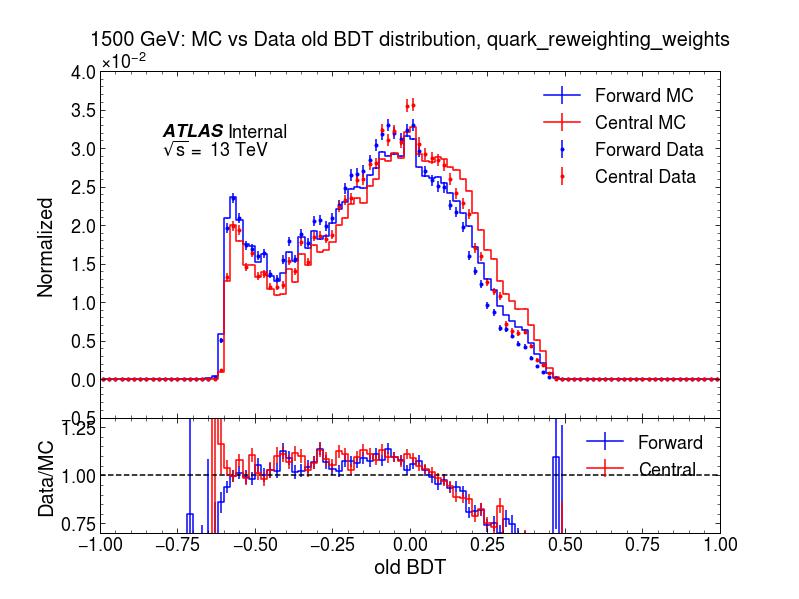 1500 GeV: MC vs Data old BDT distribution, quark_reweighting_weights
×10⁻²
4.0
3.5
3.0
2.5
2.0
1.5
1.0
0.5
0.0
−0.5
Normalized
ATLAS Internal
√s = 13 TeV
Forward MC
Central MC
Forward Data
Central Data
1.25
1.00
0.75
Data/MC
Forward
Central
−1.00 −0.75 −0.50 −0.25 0.00 0.25 0.50 0.75 1.00
old BDT